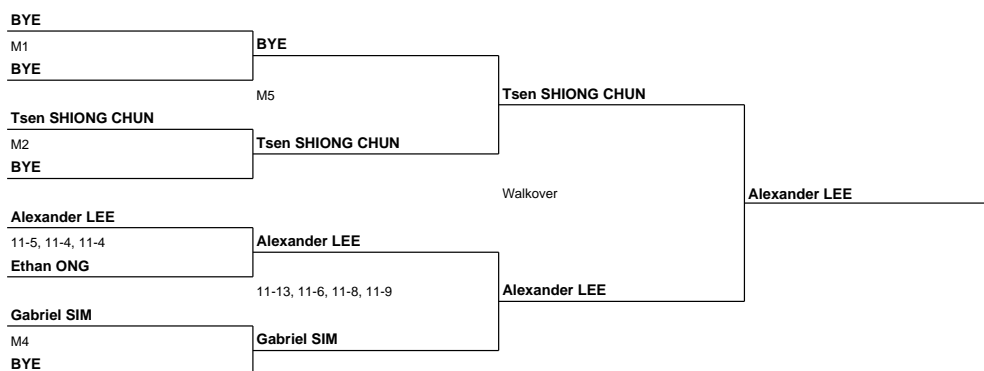 BYE
M1
BYE
BYE
M5
Tsen SHIONG CHUN
Tsen SHIONG CHUN
M2
Tsen SHIONG CHUN
BYE
Walkover
Alexander LEE
Alexander LEE
11-5, 11-4, 11-4
Alexander LEE
Ethan ONG
11-13, 11-6, 11-8, 11-9
Alexander LEE
Gabriel SIM
M4
Gabriel SIM
BYE